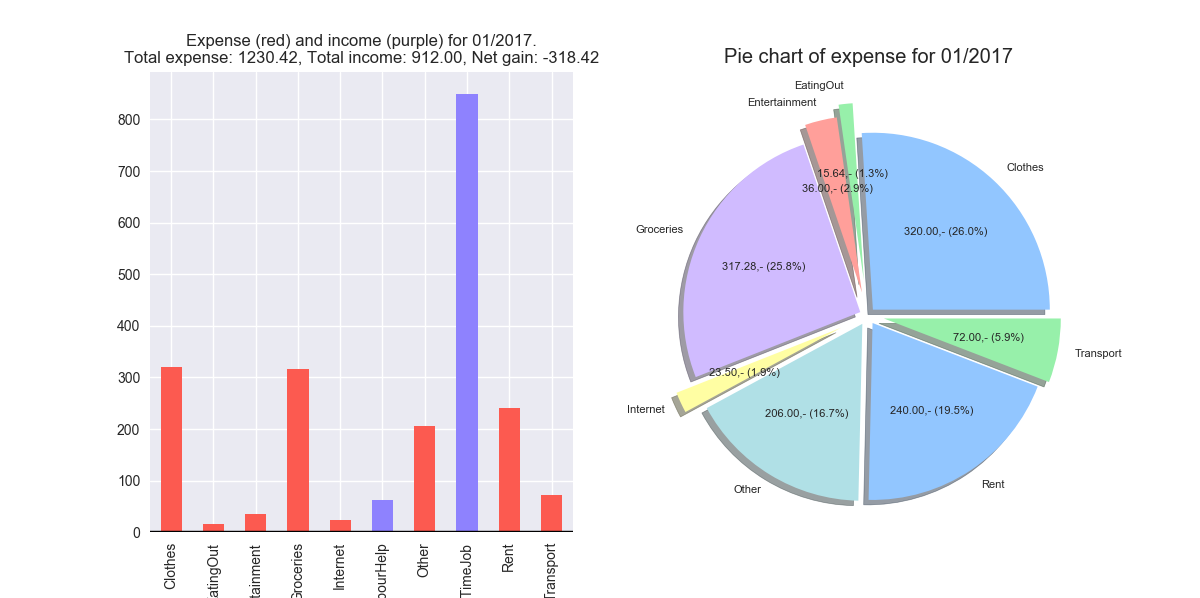 Expense (red) and income (purple) for 01/2017.
Total expense: 1230.42, Total income: 912.00, Net gain: -318.42
800
700
600
500
400
300
200
100
0
Clothes
EatingOut
tainment
Groceries
Internet
bourHelp
Other
TimeJob
Rent
Transport
Pie chart of expense for 01/2017
EatingOut
Entertainment
Clothes
15.64,- (1.3%)
36.00,- (2.9%)
Groceries
320.00,- (26.0%)
317.28,- (25.8%)
72.00,- (5.9%)
Transport
23.50,- (1.9%)
Internet
206.00,- (16.7%)
240.00,- (19.5%)
Other
Rent